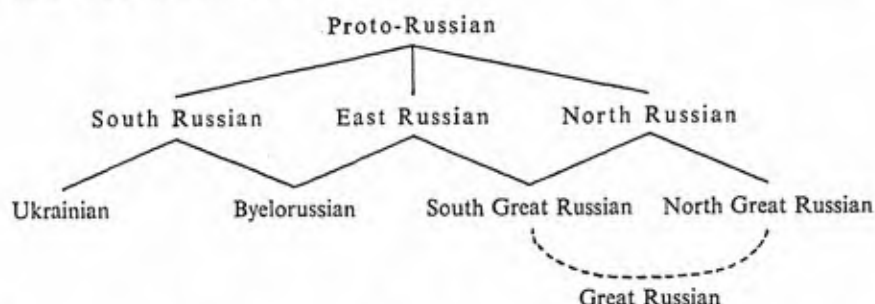 Proto-Russian
South Russian East Russian North Russian
Ukrainian Byelorussian South Great Russian North Great Russian
Great Russian